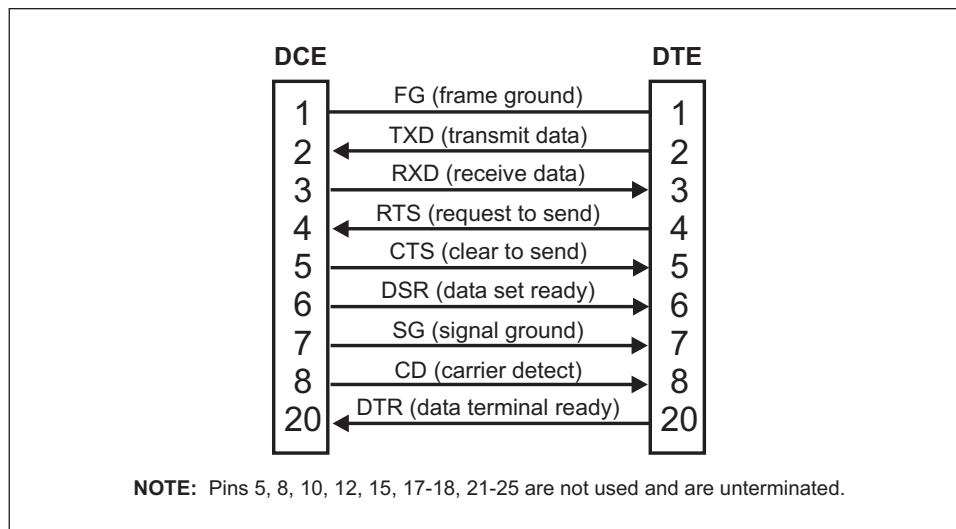 DCE DTE
1 FG (frame ground) 1
2 TXD (transmit data) 2
3 RXD (receive data) 3
4 RTS (request to send) 4
5 CTS (clear to send) 5
6 DSR (data set ready) 6
7 SG (signal ground) 7
8 CD (carrier detect) 8
20 DTR (data terminal ready) 20
NOTE: Pins 5, 8, 10, 12, 15, 17-18, 21-25 are not used and are unterminated.